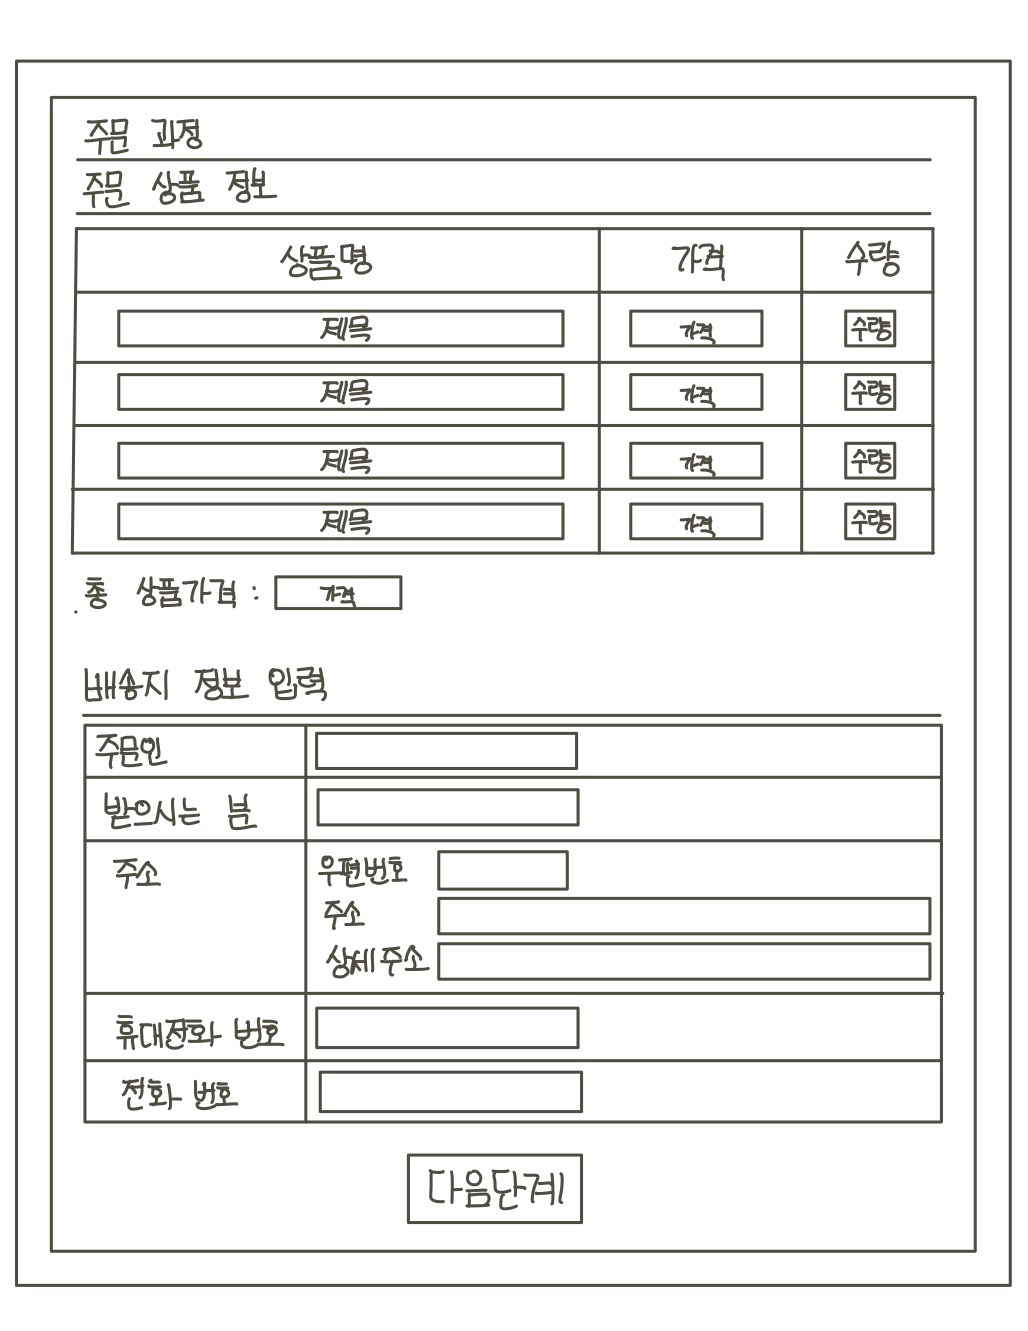 주문 과정
주문 상품 정보
상품명 가격 수량
제목 가격 수량
제목 가격 수량
제목 가격 수량
제목 가격 수량
총 상품가격 : 가격
배송지 정보 입력
주문인
받으시는 분
주소
우편번호
주소
상세주소
휴대전화 번호
전화 번호
다음단계